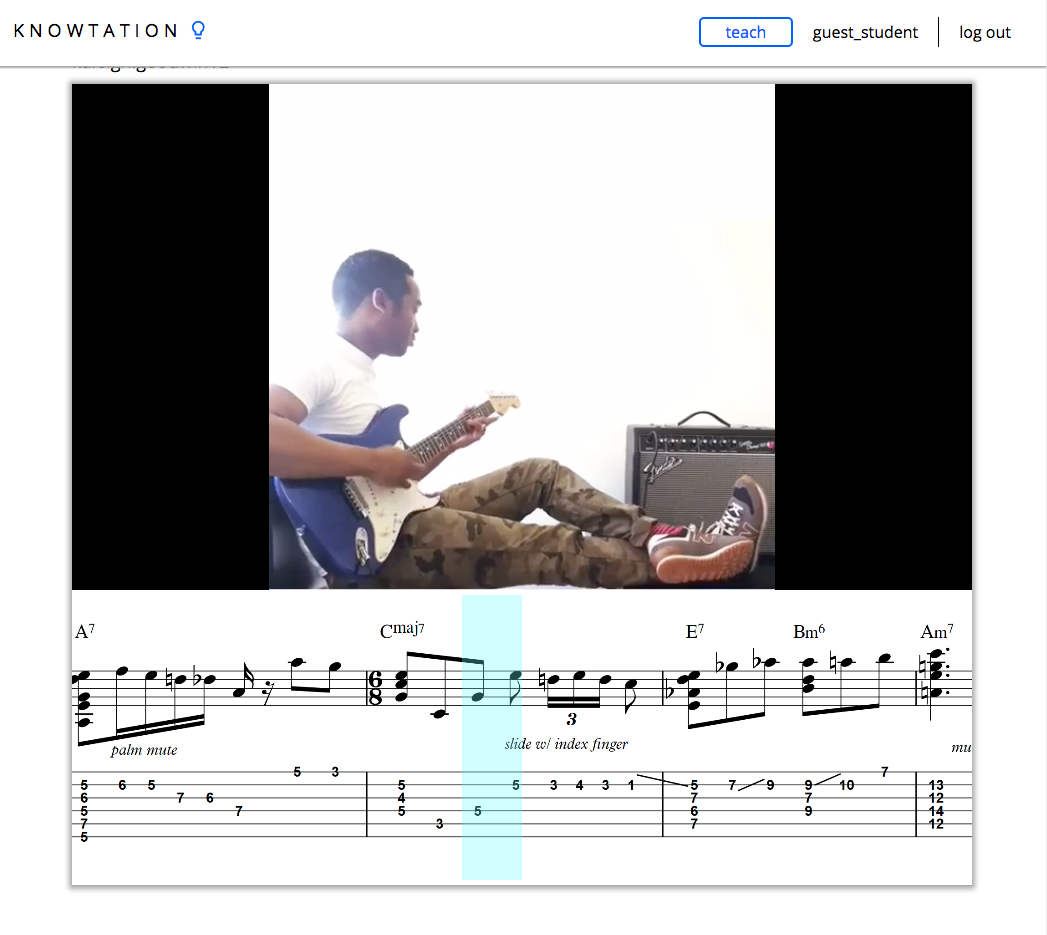 KNOWTATION
teach
guest_student
log out
A7
Cmaj7
E7
Bm6
Am7
6
8
3
palm mute
slide w/ index finger
mu
5 3
5 6 5 5 5 3 4 3 1 5 7 9 9 10 7 13
6 7 6 4 7 7 12
5 7 5 5 6 9 14
7 3 7 12
5
Fender